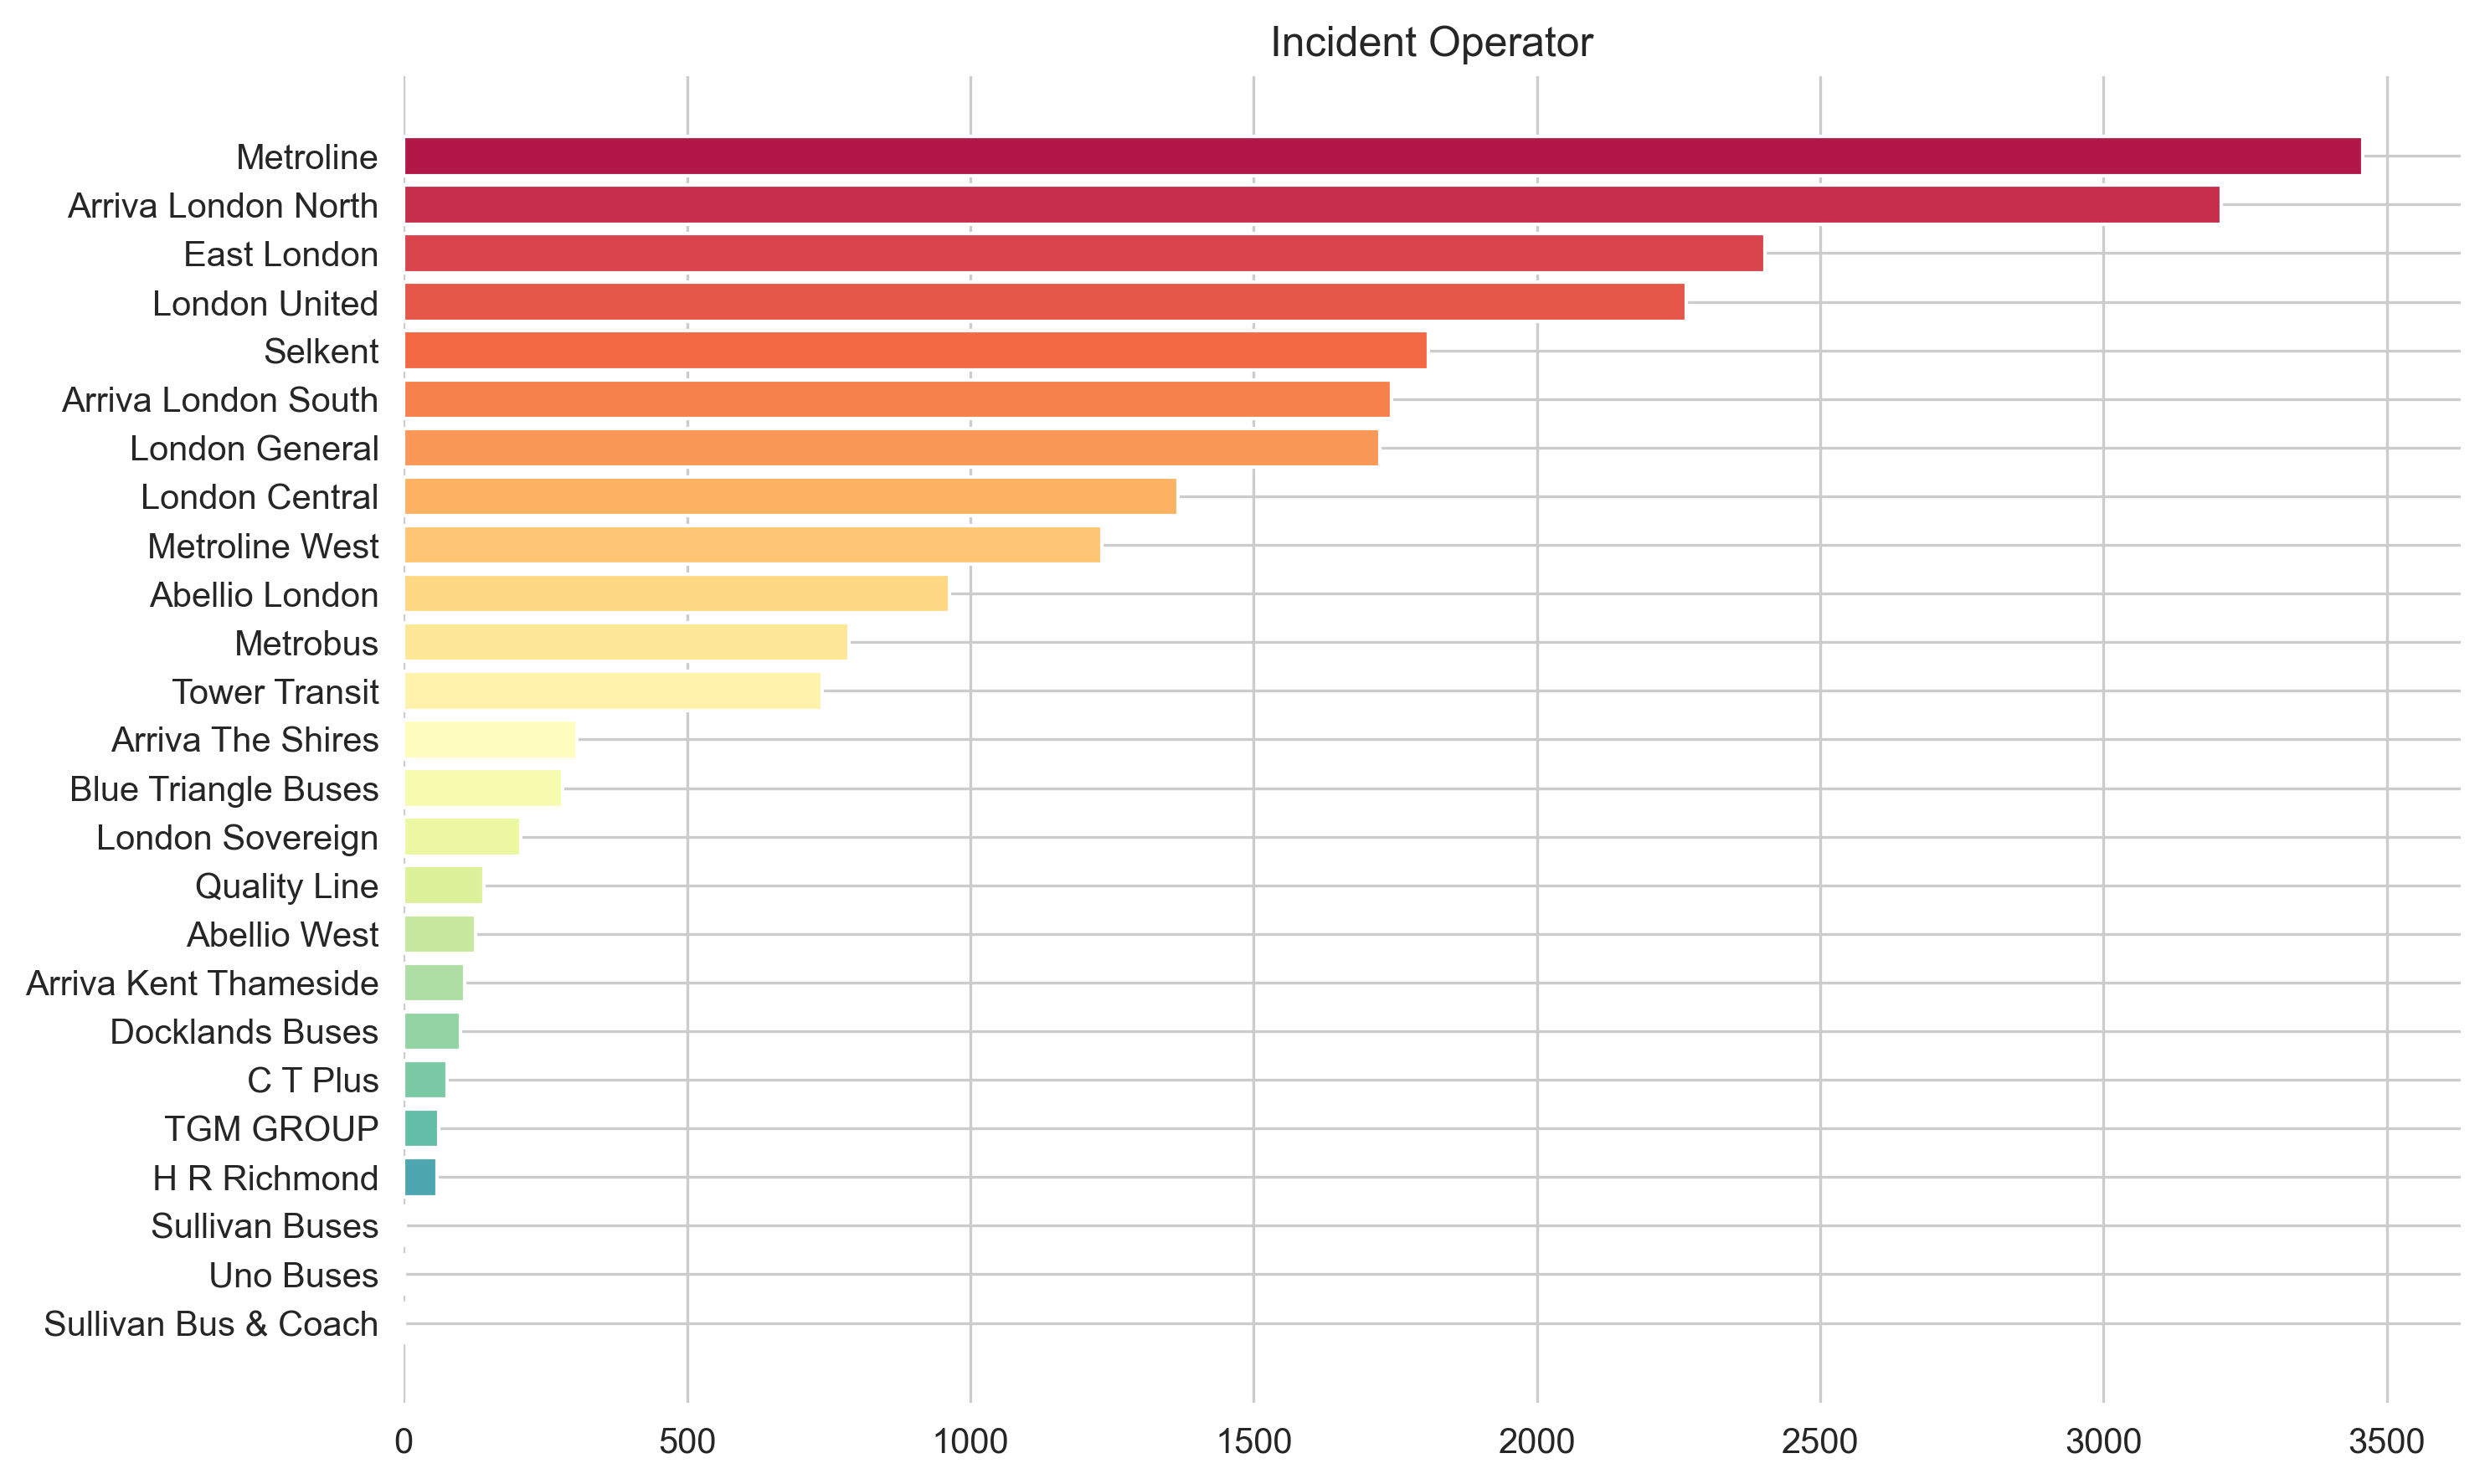 Incident Operator
Metroline
Arriva London North
East London
London United
Selkent
Arriva London South
London General
London Central
Metroline West
Abellio London
Metrobus
Tower Transit
Arriva The Shires
Blue Triangle Buses
London Sovereign
Quality Line
Abellio West
Arriva Kent Thameside
Docklands Buses
C T Plus
TGM GROUP
H R Richmond
Sullivan Buses
Uno Buses
Sullivan Bus & Coach
0 500 1000 1500 2000 2500 3000 3500